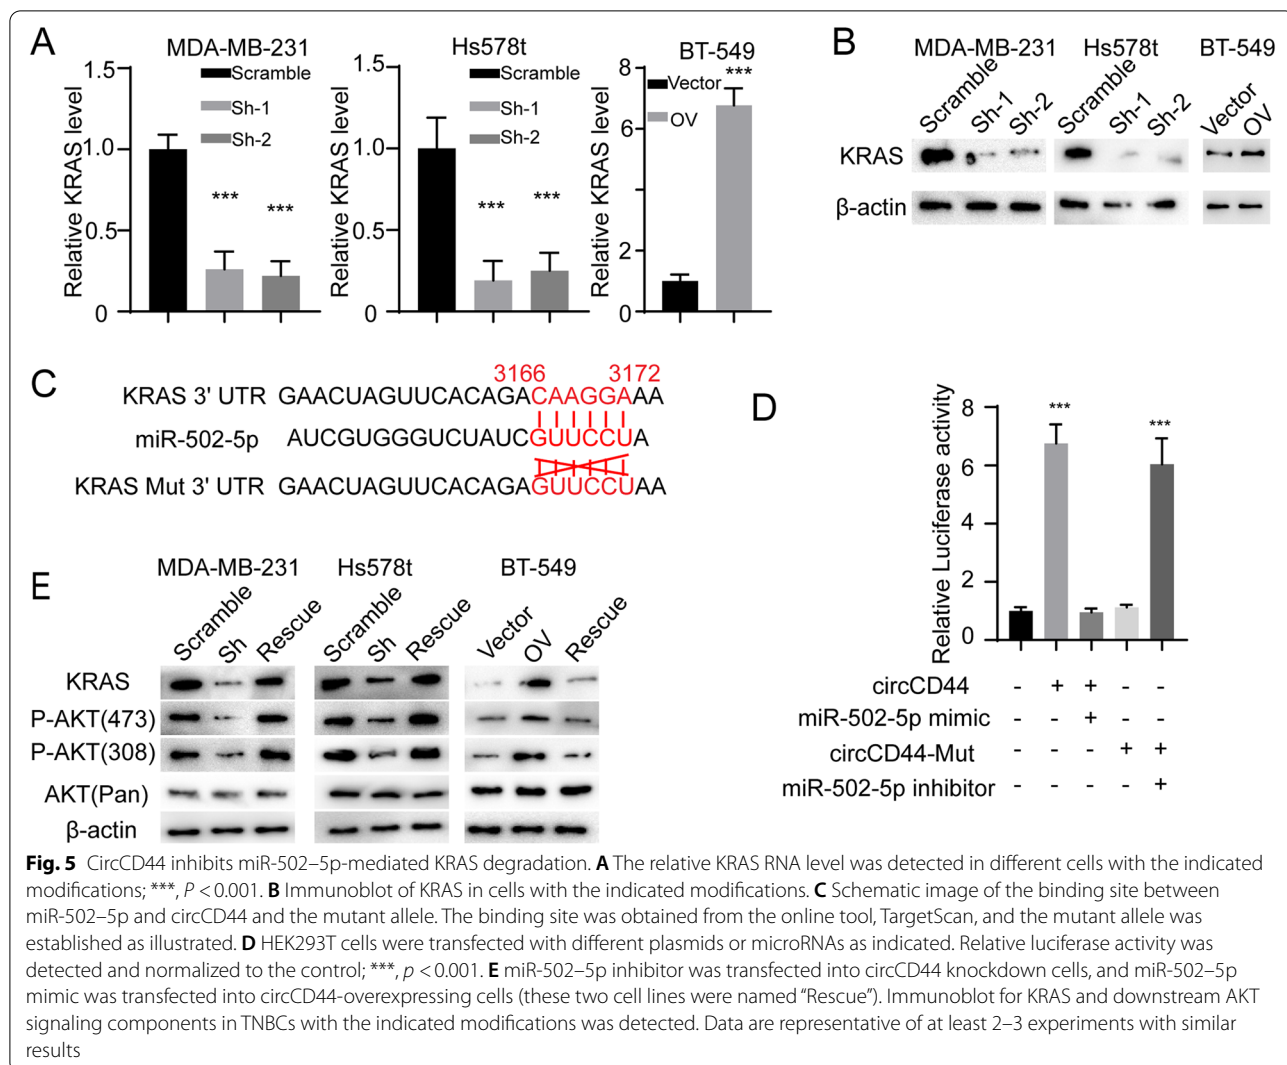 A
MDA-MB-231
Relative KRAS level
1.5
1.0
0.5
0
Scramble
Sh-1
Sh-2
***
***
Hs578t
Relative KRAS level
1.5
1.0
0.5
0
Scramble
Sh-1
Sh-2
***
***
BT-549
Relative KRAS level
8
6
2
0
Vector
OV
***
B
MDA-MB-231 Hs578t BT-549
Scramble Sh-1 Sh-2 Scramble Sh-1 Sh-2 Vector OV
KRAS
β-actin
C
3166 3172
KRAS 3' UTR GAACUAGUUCACAGACAAGGAAA
miR-502-5p AUCGUGGGUCUAUCGUUCCUA
KRAS Mut 3' UTR GAACUAGUUCACAGAGUUCCUAA
D
Relative Luciferase activity
8
6
4
2
0
***
***
circCD44 - + + - -
miR-502-5p mimic - - + - -
circCD44-Mut - - - + +
miR-502-5p inhibitor - - - - +
E
MDA-MB-231 Hs578t BT-549
Scramble Sh Rescue Scramble Sh Rescue Vector OV Rescue
KRAS
P-AKT(473)
P-AKT(308)
AKT(Pan)
β-actin
Fig. 5 CircCD44 inhibits miR-502–5p-mediated KRAS degradation. A The relative KRAS RNA level was detected in different cells with the indicated
modifications; ***, P < 0.001. B Immunoblot of KRAS in cells with the indicated modifications. C Schematic image of the binding site between
miR-502–5p and circCD44 and the mutant allele. The binding site was obtained from the online tool, TargetScan, and the mutant allele was
established as illustrated. D HEK293T cells were transfected with different plasmids or microRNAs as indicated. Relative luciferase activity was
detected and normalized to the control; ***, p < 0.001. E miR-502–5p inhibitor was transfected into circCD44 knockdown cells, and miR-502–5p
mimic was transfected into circCD44-overexpressing cells (these two cell lines were named “Rescue”). Immunoblot for KRAS and downstream AKT
signaling components in TNBCs with the indicated modifications was detected. Data are representative of at least 2–3 experiments with similar
results